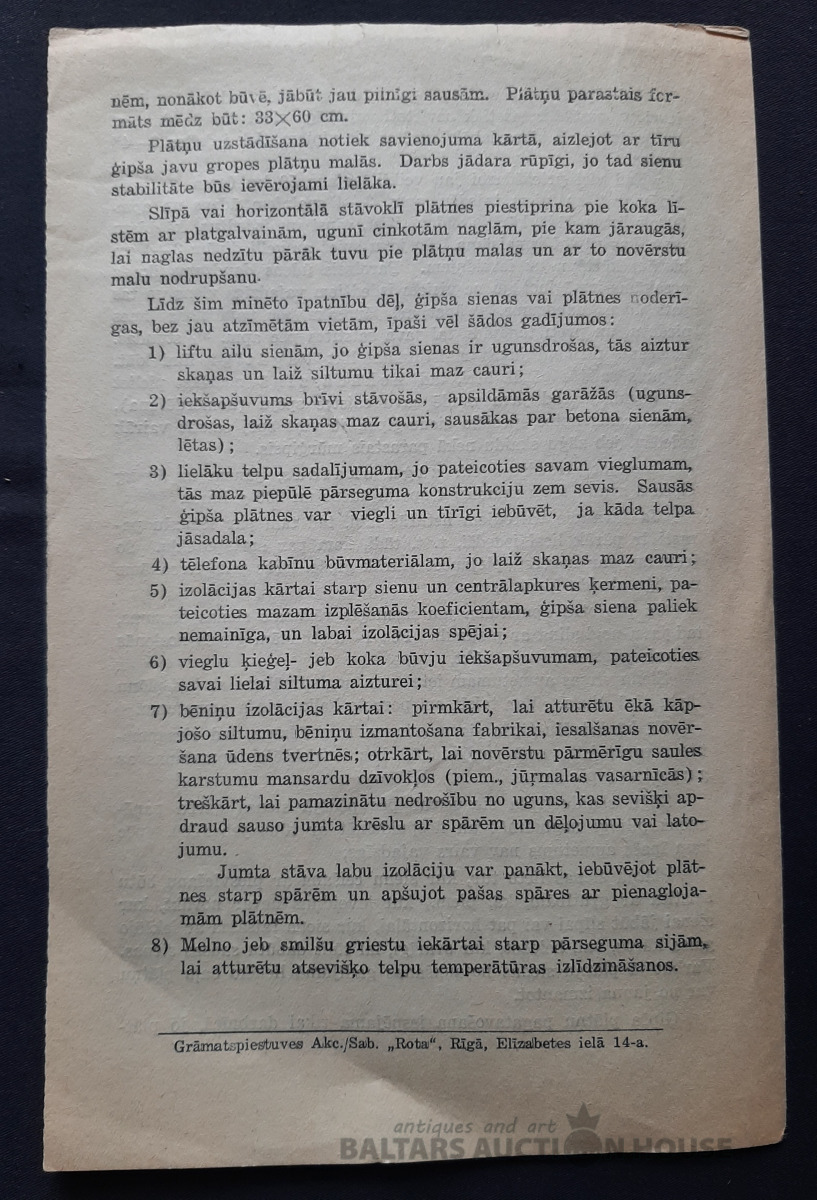 nēm, nonākot būvē, jābūt jau pilnīgi sausām. Plātņu parastais for-
māts mēdz būt: 33×60 cm.
Plātņu uzstādīšana notiek savienojuma kārtā, aizlejot ar tīru
ģipša javu gropes plātņu malās. Darbs jādara rūpīgi, jo tad sienu
stabilitāte būs ievērojami lielāka.
Slīpā vai horizontālā stāvoklī plātnes piestiprina pie koka lī-
stēm ar platgalvainām, ugunī cinkotām naglām, pie kam jāraugās,
lai naglas nedzītu pārāk tuvu pie plātņu malas un ar to novērstu
malu nodrupšanu.
Līdz šim minēto īpatnību dēļ, ģipša sienas vai plātnes noderī-
gas, bez jau atzīmētām vietām, īpaši vēl šādos gadījumos:
1) liftu ailu sienām, jo ģipša sienas ir ugunsdrošas, tās aiztur
skaņas un laiž siltumu tikai maz cauri;
2) iekšapšuvums brīvi stāvošās, apsildāmās garāžās (uguns-
drošas, laiž skaņas maz cauri, sausākas par betona sienām,
lētas);
3) lielāku telpu sadalījumam, jo pateicoties savam vieglumam,
tās maz piepūlē pārseguma konstrukciju zem sevis. Sausās
ģipša plātnes var viegli un tīrīgi iebūvēt, ja kāda telpa
jāsadala;
4) tēlefona kabīnu būvmateriālam, jo laiž skaņas maz cauri;
5) izolācijas kārtai starp sienu un centrālapkures ķermeni, pa-
teicoties mazam izplēšanās koeficientam, ģipša siena paliek
nemainīga, un labai izolācijas spējai;
6) vieglu ķieģeļ- jeb koka būvju iekšapšuvumam, pateicoties
savai lielai siltuma aizturei;
7) bēniņu izolācijas kārtai: pirmkārt, lai atturētu ēkā kāp-
jošo siltumu, bēniņu izmantošana fabrikai, iesalšanas novēr-
šana ūdens tvertnēs; otrkārt, lai novērstu pārmērīgu saules
karstumu mansardu dzīvokļos (piem., jūrmalas vasarnīcās);
treškārt, lai pamazinātu nedrošību no uguns, kas sevišķi ap-
draud sauso jumta krēslu ar spārēm un dēļojumu vai lato-
jumu.
Jumta stāva labu izolāciju var panākt, iebūvējot plāt-
nes starp spārēm un apšujot pašas spāres ar pienagloja-
mām plātnēm.
8) Melno jeb smilšu griestu iekārtai starp pārseguma sijām,
lai atturētu atsevišķo telpu temperātūras izlīdzināšanos.
Grāmatspiestuves Akc./Sab. „Rota“, Rīgā, Elīzabetes ielā 14-a.
antiques and art
BALTARS AUCTION HOUSE